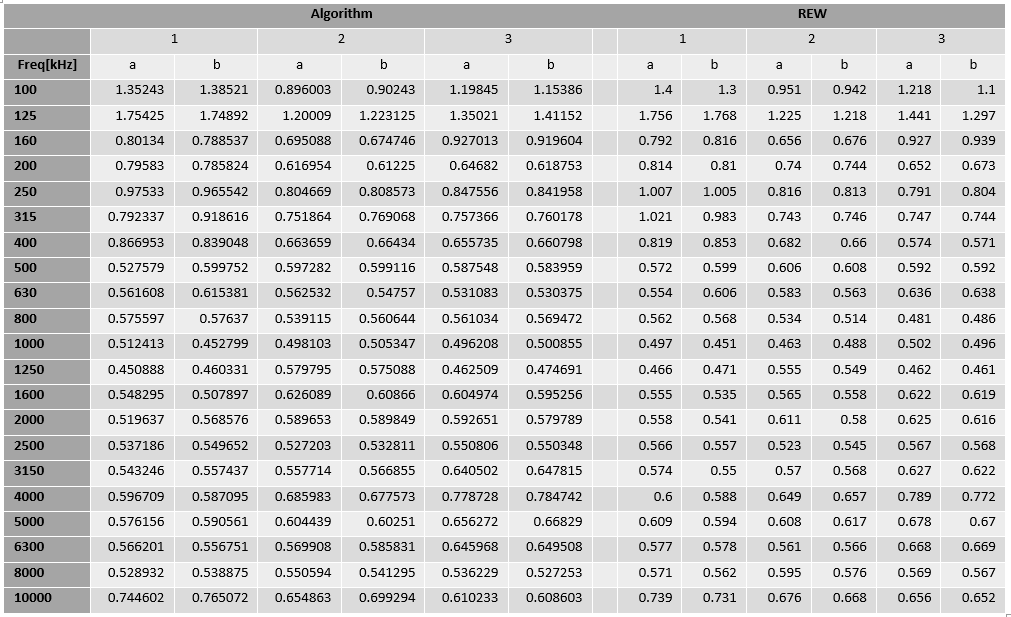 Algorithm REW
1 2 3 1 2 3
Freq[kHz] a b a b a b a b a b a b
100 1.35243 1.38521 0.896003 0.90243 1.19845 1.15386 1.4 1.3 0.951 0.942 1.218 1.1
125 1.75425 1.74892 1.20009 1.223125 1.35021 1.41152 1.756 1.768 1.225 1.218 1.441 1.297
160 0.80134 0.788537 0.695088 0.674746 0.927013 0.919604 0.792 0.816 0.656 0.676 0.927 0.939
200 0.79583 0.785824 0.616954 0.61225 0.64682 0.618753 0.814 0.81 0.74 0.744 0.652 0.673
250 0.97533 0.965542 0.804669 0.808573 0.847556 0.841958 1.007 1.005 0.816 0.813 0.791 0.804
315 0.792337 0.918616 0.751864 0.769068 0.757366 0.760178 1.021 0.983 0.743 0.746 0.747 0.744
400 0.866953 0.839048 0.663659 0.66434 0.655735 0.660798 0.819 0.853 0.682 0.66 0.574 0.571
500 0.527579 0.599752 0.597282 0.599116 0.587548 0.583959 0.572 0.599 0.606 0.608 0.592 0.592
630 0.561608 0.615381 0.562532 0.54757 0.531083 0.530375 0.554 0.606 0.583 0.563 0.636 0.638
800 0.575597 0.57637 0.539115 0.560644 0.561034 0.569472 0.562 0.568 0.534 0.514 0.481 0.486
1000 0.512413 0.452799 0.498103 0.505347 0.496208 0.500855 0.497 0.451 0.463 0.488 0.502 0.496
1250 0.450888 0.460331 0.579795 0.575088 0.462509 0.474691 0.466 0.471 0.555 0.549 0.462 0.461
1600 0.548295 0.507897 0.626089 0.60866 0.604974 0.595256 0.555 0.535 0.565 0.558 0.622 0.619
2000 0.519637 0.568576 0.589653 0.589849 0.592651 0.579789 0.558 0.541 0.611 0.58 0.625 0.616
2500 0.537186 0.549652 0.527203 0.532811 0.550806 0.550348 0.566 0.557 0.523 0.545 0.567 0.568
3150 0.543246 0.557437 0.557714 0.566855 0.640502 0.647815 0.574 0.55 0.57 0.568 0.627 0.622
4000 0.596709 0.587095 0.685983 0.677573 0.778728 0.784742 0.6 0.588 0.649 0.657 0.789 0.772
5000 0.576156 0.590561 0.604439 0.60251 0.656272 0.66829 0.609 0.594 0.608 0.617 0.678 0.67
6300 0.566201 0.556751 0.569908 0.585831 0.645968 0.649508 0.577 0.578 0.561 0.566 0.668 0.669
8000 0.528932 0.538875 0.550594 0.541295 0.536229 0.527253 0.571 0.562 0.595 0.576 0.569 0.567
10000 0.744602 0.765072 0.654863 0.699294 0.610233 0.608603 0.739 0.731 0.676 0.668 0.656 0.652